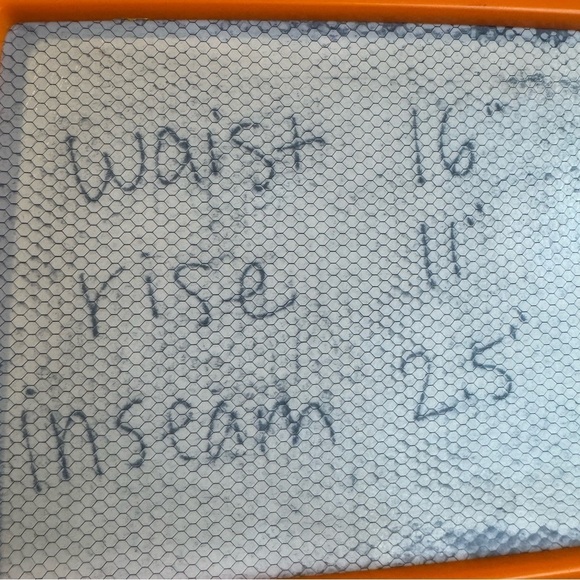 waist 16"
rise 11"
inseam 2.5"